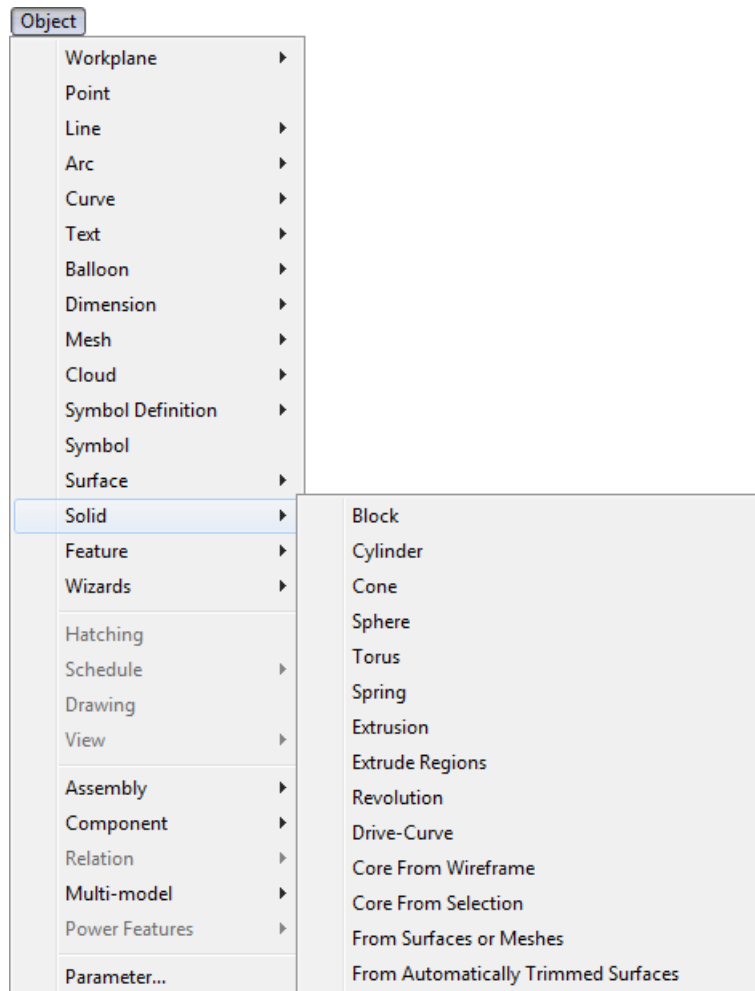 Object
Workplane
Point
Line
Arc
Curve
Text
Balloon
Dimension
Mesh
Cloud
Symbol Definition
Symbol
Surface
Solid
Feature
Wizards
Hatching
Schedule
Drawing
View
Assembly
Component
Relation
Multi-model
Power Features
Parameter...
Block
Cylinder
Cone
Sphere
Torus
Spring
Extrusion
Extrude Regions
Revolution
Drive-Curve
Core From Wireframe
Core From Selection
From Surfaces or Meshes
From Automatically Trimmed Surfaces